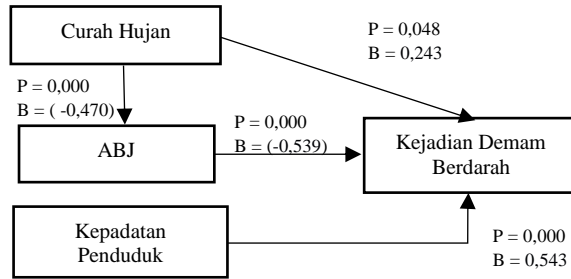 Curah Hujan
P = 0,048
B = 0,243
P = 0,000
B = ( -0,470)
P = 0,000
B = (-0,539)
ABJ
Kejadian Demam
Berdarah
Kepadatan
Penduduk
P = 0,000
B = 0,543